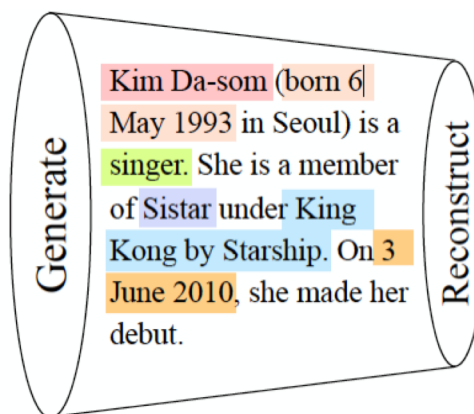 Generate
Kim Da-som (born 6
May 1993 in Seoul) is a
singer. She is a member
of Sistar under King
Kong by Starship. On 3
June 2010, she made her
debut.
Reconstruct